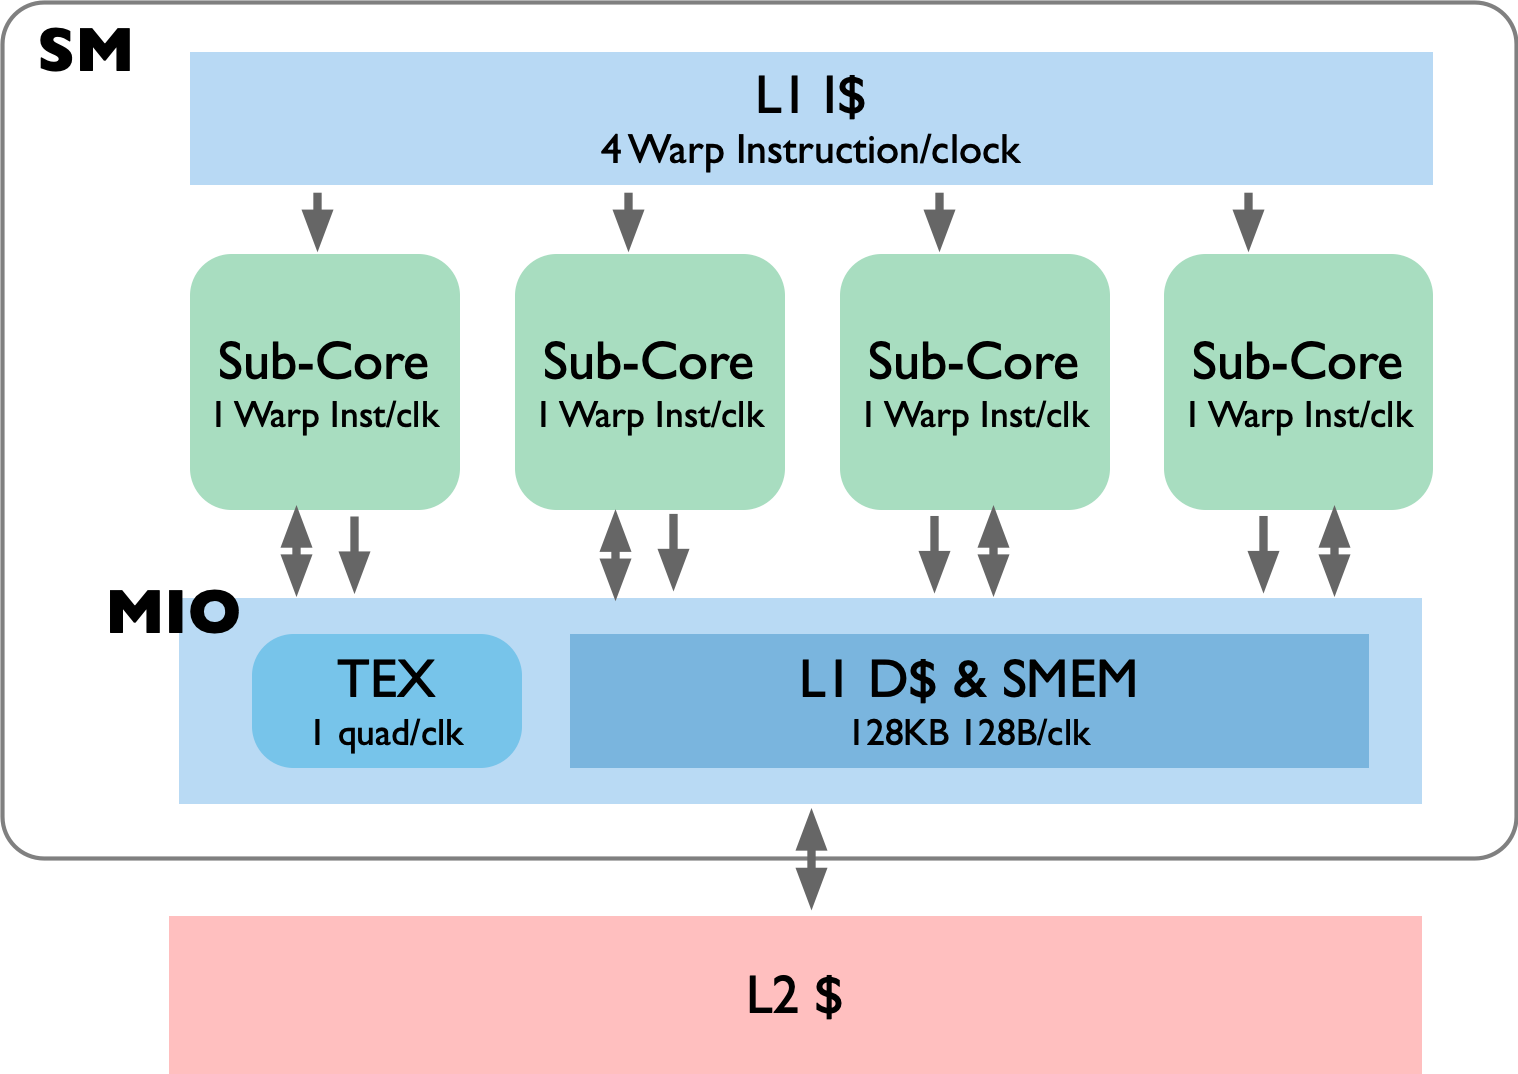 SM
L1 I$
4 Warp Instruction/clock
Sub-Core
1 Warp Inst/clk
Sub-Core
1 Warp Inst/clk
Sub-Core
1 Warp Inst/clk
Sub-Core
1 Warp Inst/clk
MIO
TEX
1 quad/clk
L1 D$ & SMEM
128KB 128B/clk
L2 $